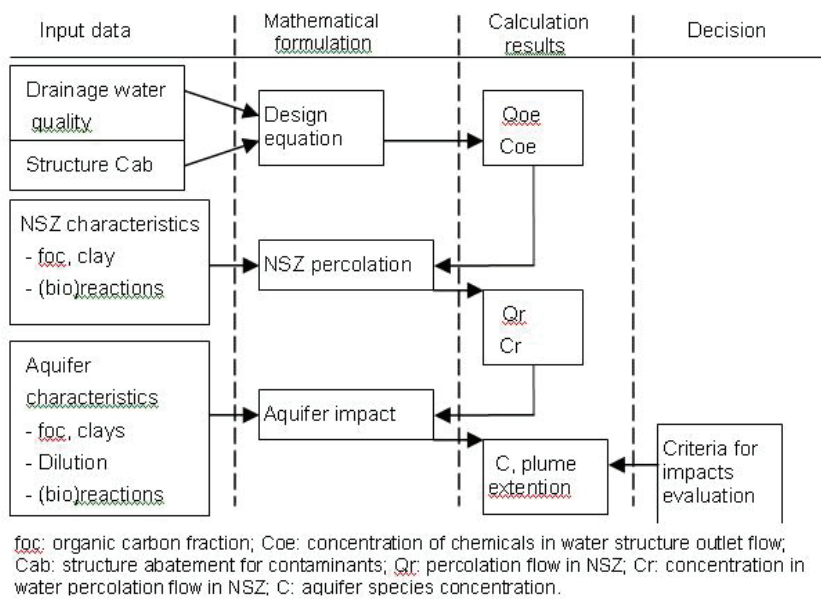 Input data
Mathematical
formulation
Calculation
results
Decision
Drainage water
quality
Structure Cab
Design
equation
Qoe
Coe
NSZ characteristics
- foc, clay
- (bio)reactions
NSZ percolation
Qr
Cr
Aquifer
characteristics
- foc, clays
- Dilution
- (bio)reactions
Aquifer impact
C, plume
extention
Criteria for
impacts
evaluation
foc: organic carbon fraction; Coe: concentration of chemicals in water structure outlet flow;
Cab: structure abatement for contaminants; Qr: percolation flow in NSZ; Cr: concentration in
water percolation flow in NSZ; C: aquifer species concentration.